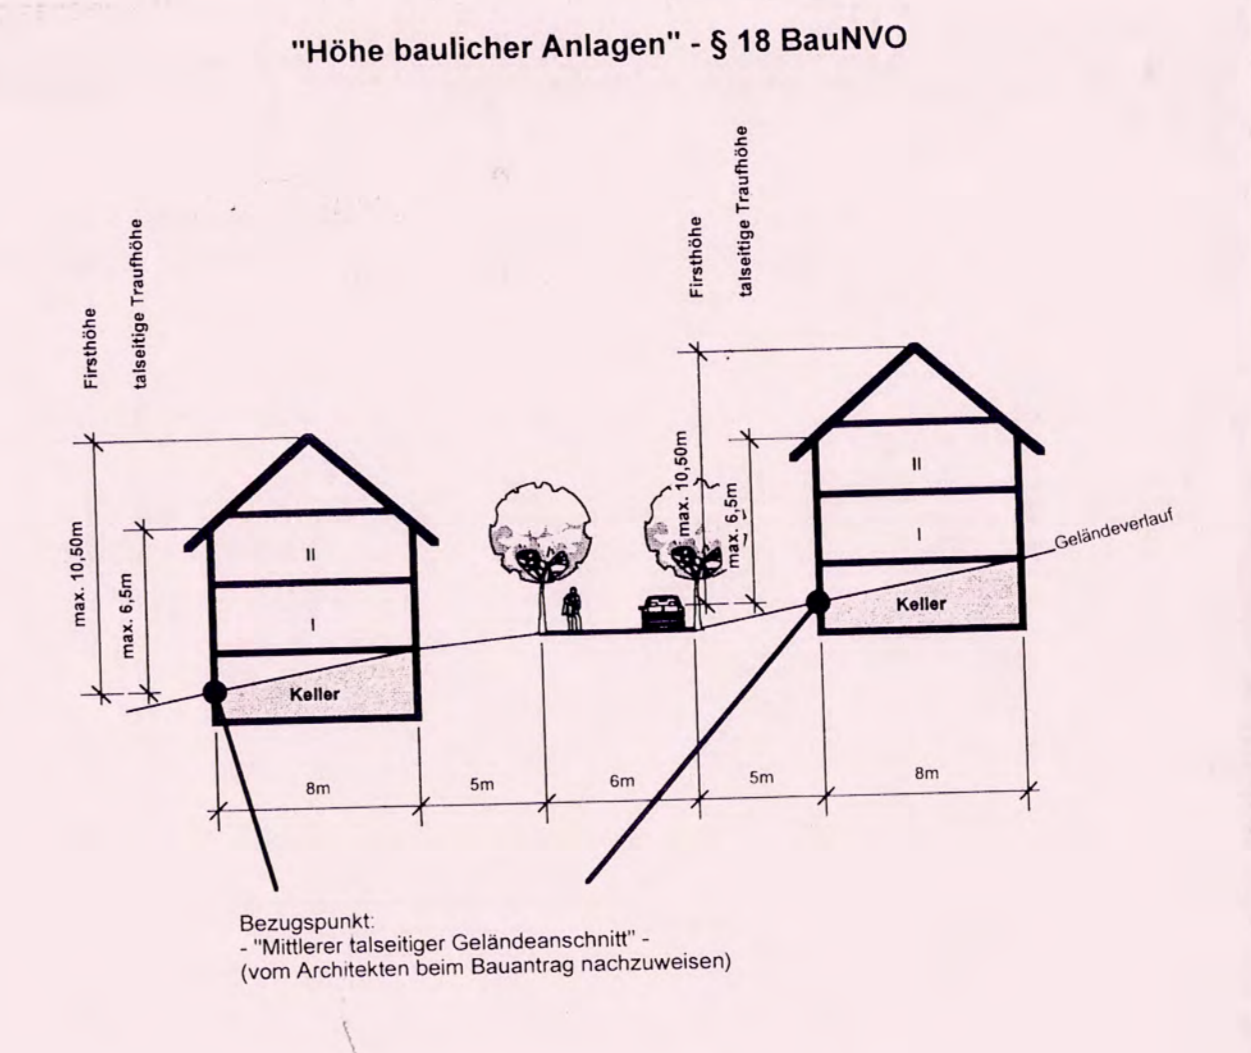 "Höhe baulicher Anlagen" - § 18 BauNVO
Firsthöhe
talseitige Traufhöhe
Firsthöhe
talseitige Traufhöhe
max. 10,50m
max. 6,5m
II
I
Keller
max. 10,50m
max. 6,5m
II
I
Keller
Geländeverlauf
8m
5m
6m
5m
8m
Bezugspunkt:
- "Mittlerer talseitiger Geländeanschnitt" -
(vom Architekten beim Bauantrag nachzuweisen)